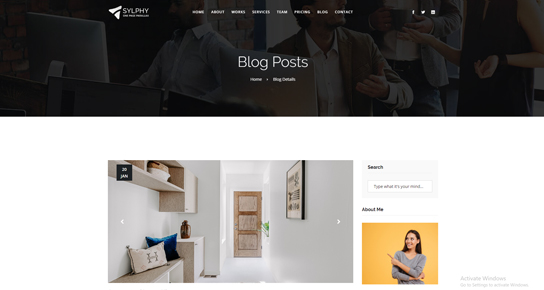 SYLPHY
ONE PAGE PARALLAX
HOME ABOUT WORKS SERVICES TEAM PRICING BLOG CONTACT
Blog Posts
Home Blog Details
20
JAN
Search
Type what it's your mind...
About Me
H
Activate Windows
Go to Settings to activate Windows.